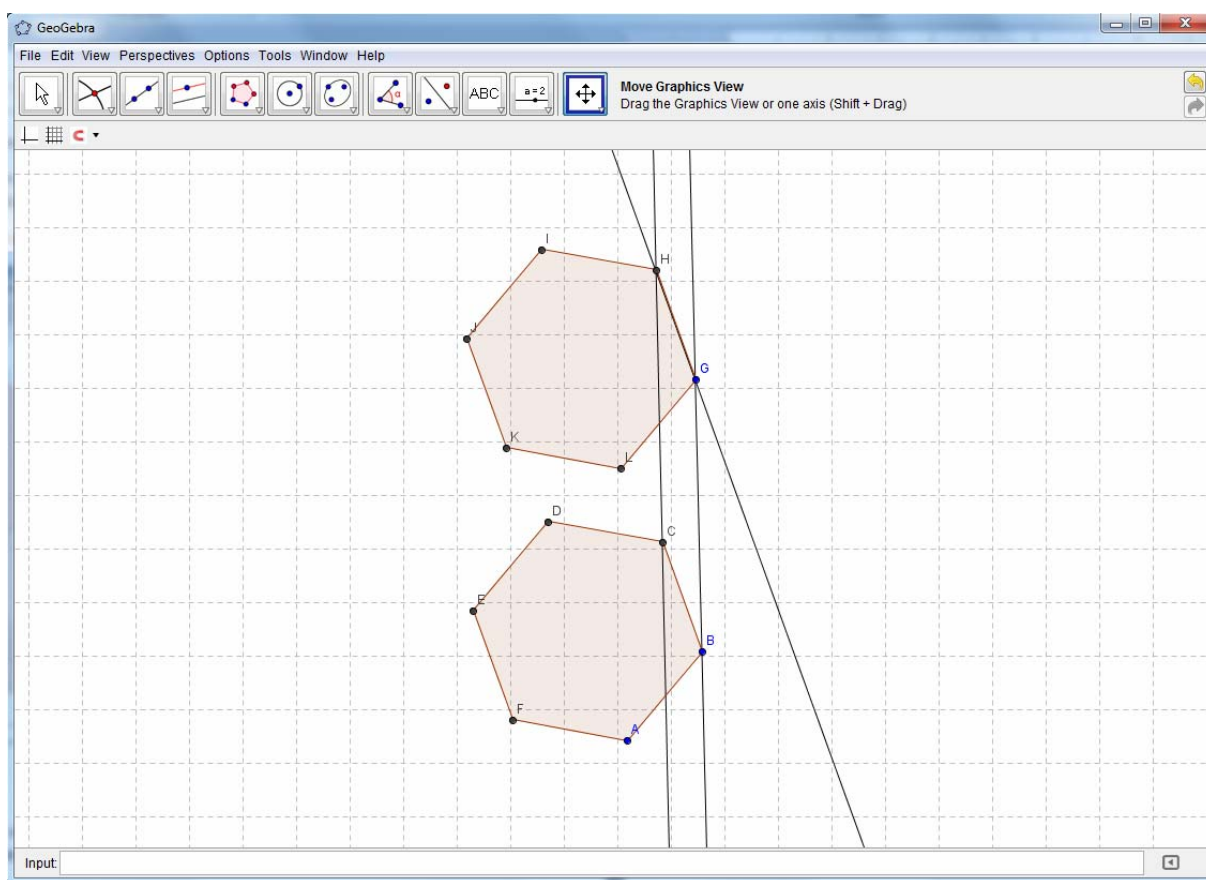 GeoGebra
File Edit View Perspectives Options Tools Window Help
ABC
a = 2
α
Move Graphics View
Drag the Graphics View or one axis (Shift + Drag)
I
H
J
G
K
L
D
C
E
B
F
A
Input: